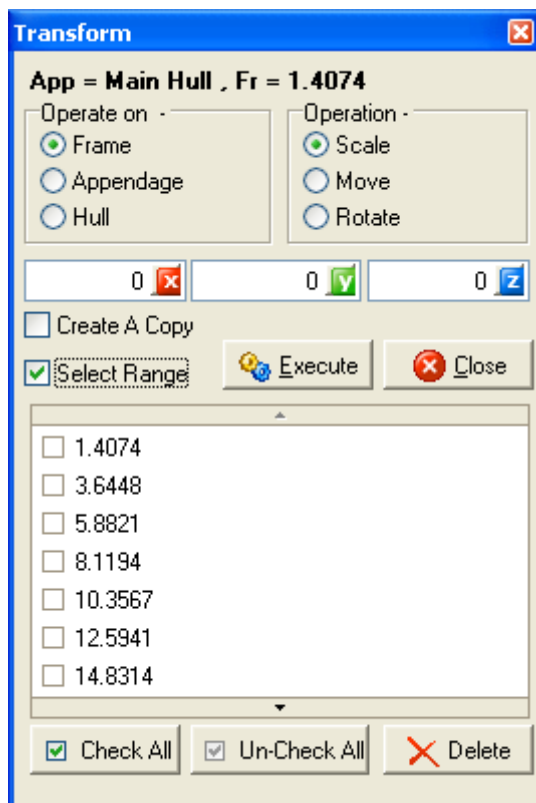 Transform
App = Main Hull , Fr = 1.4074
Operate on -
Frame
Appendage
Hull
Operation -
Scale
Move
Rotate
0 x 0 y 0 z
Create A Copy
Select Range
Execute
Close
1.4074
3.6448
5.8821
8.1194
10.3567
12.5941
14.8314
Check All Un-Check All Delete